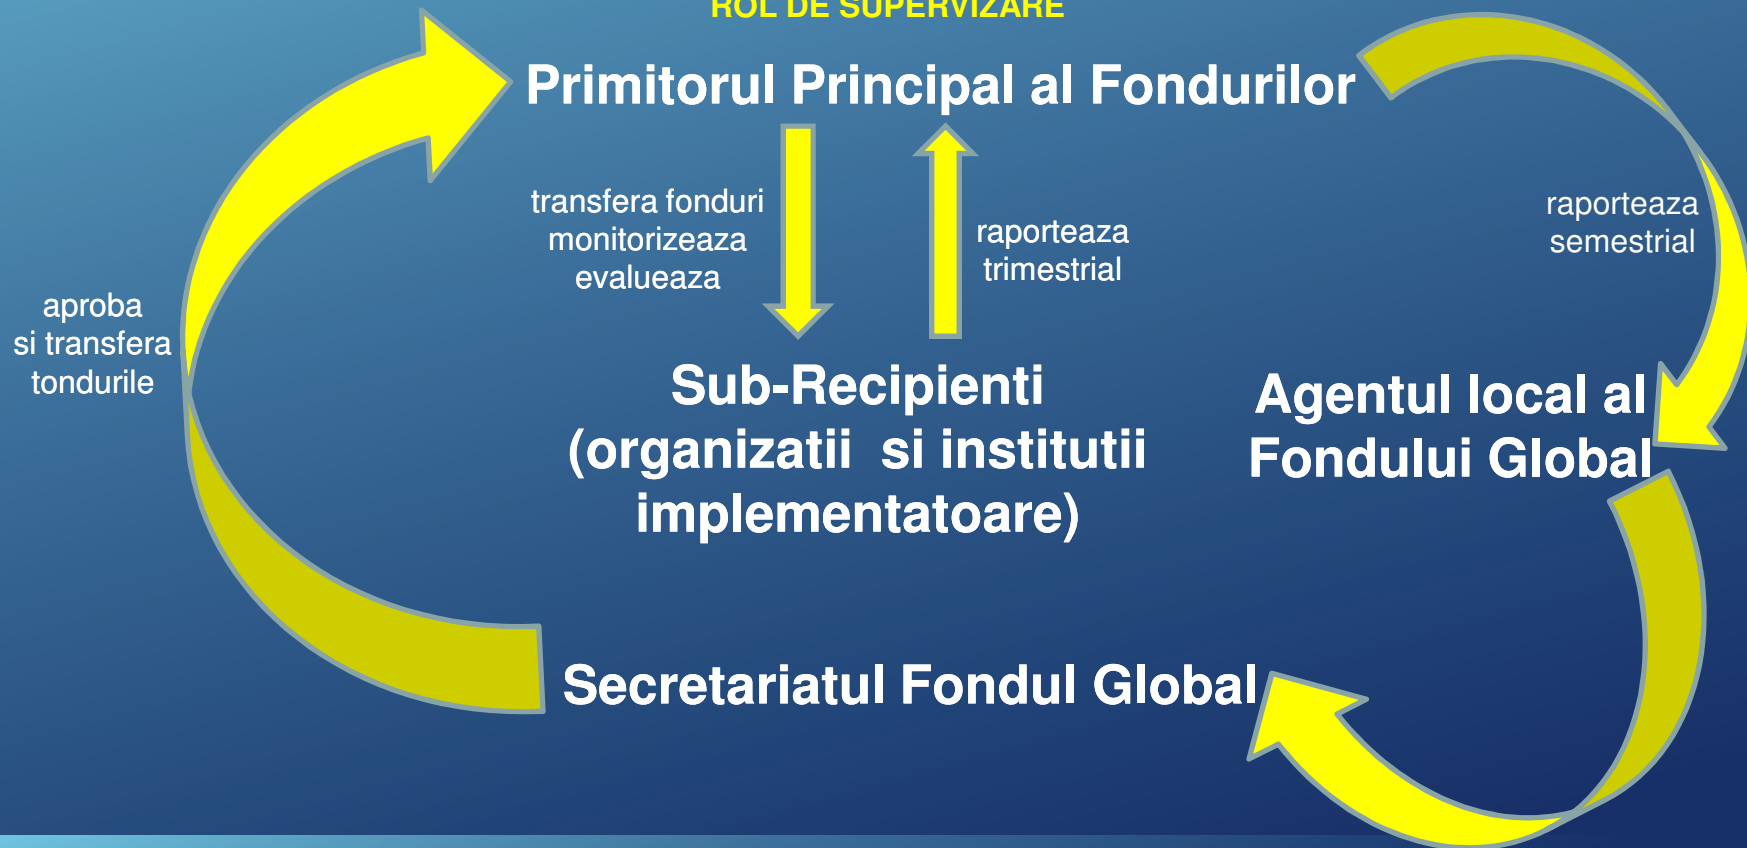 ROL DE SUPERVIZARE
Primitorul Principal al Fondurilor
transfera fonduri
monitorizeaza
evalueaza
raporteaza
trimestrial
raporteaza
semestrial
aproba
si transfera
tondurile
Sub-Recipienti
(organizatii si institutii
implementatoare)
Agentul local al
Fondului Global
Secretariatul Fondul Global